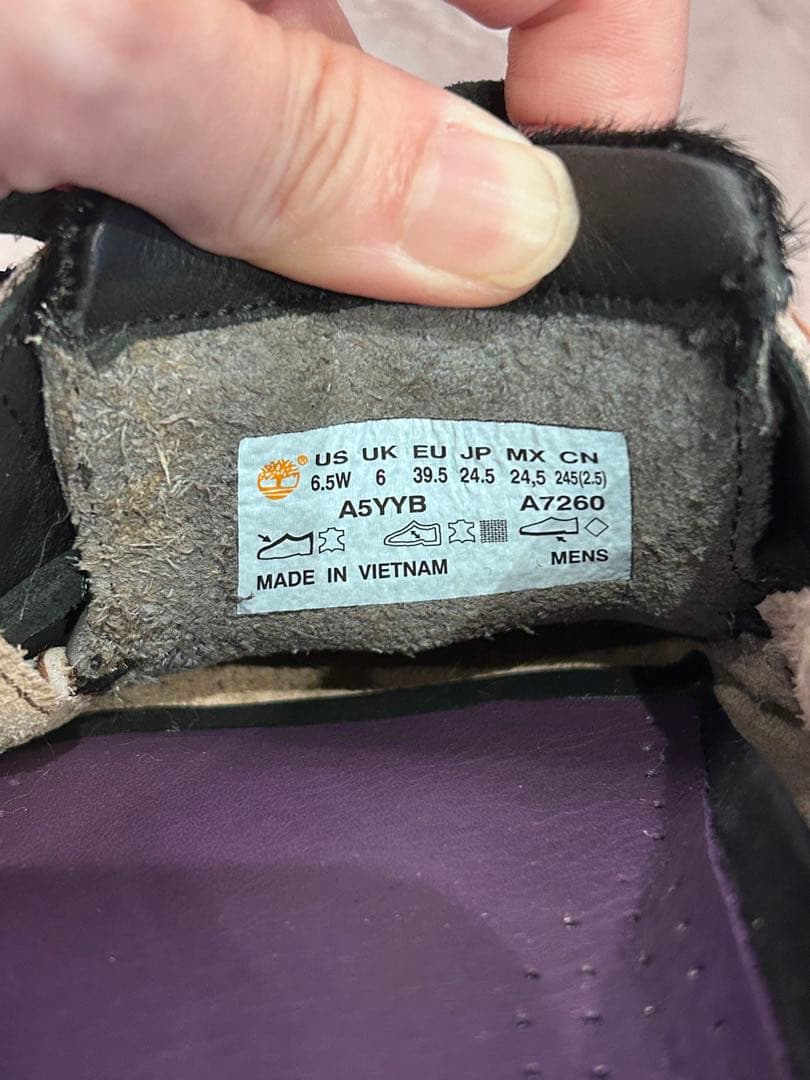 ® US UK EU JP MX CN
6.5W 6 39.5 24.5 24,5 245(2.5)
A5YYB A7260
MENS
MADE IN VIETNAM